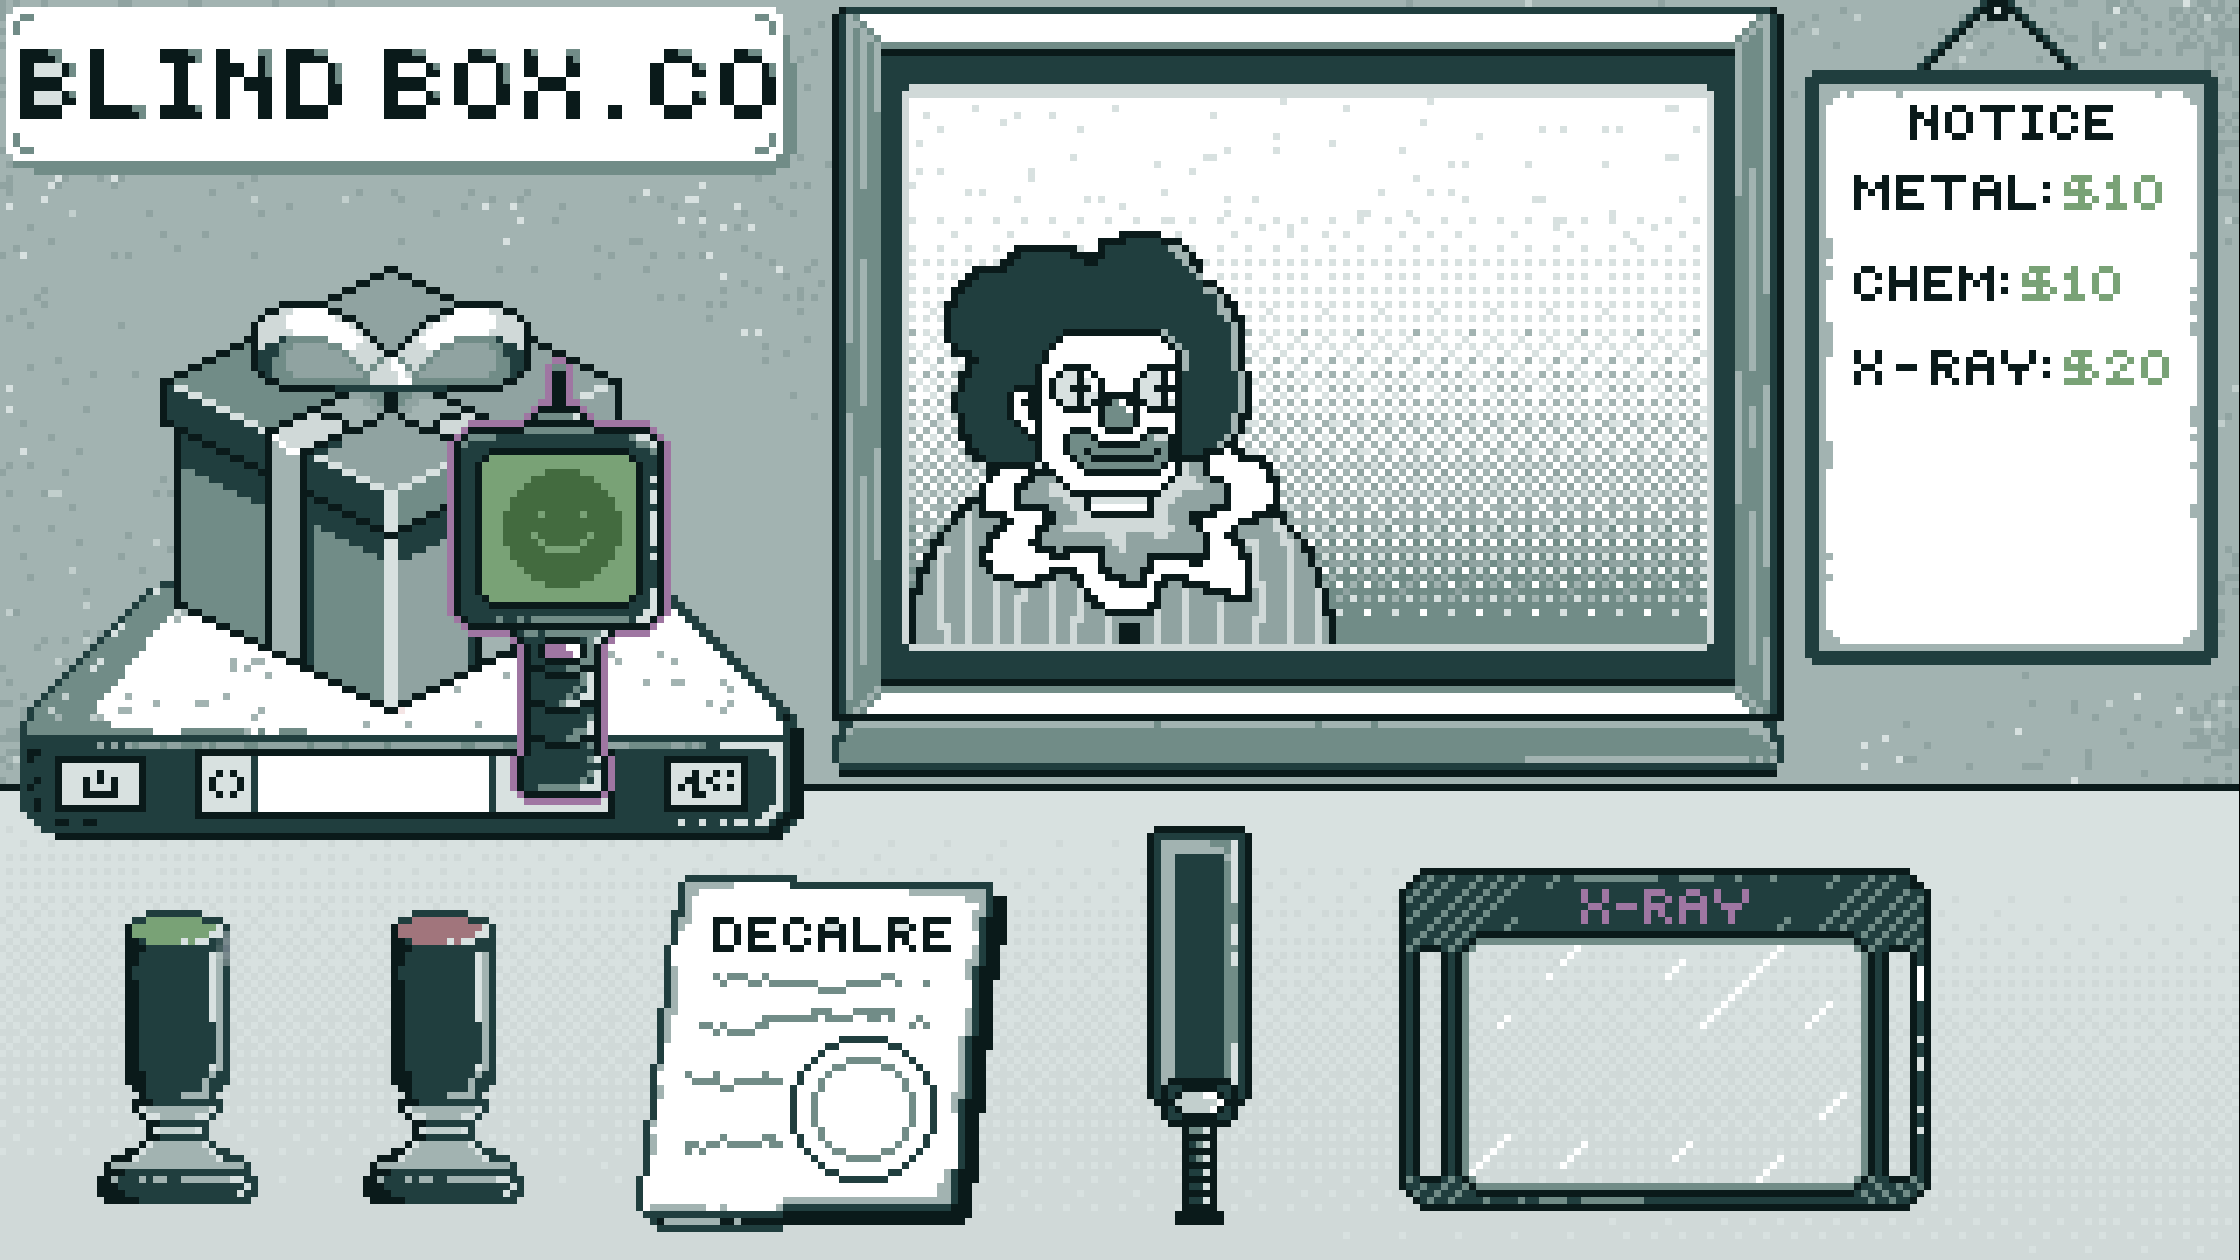 BLIND BOX.CO
NOTICE
METAL:$10
CHEM:$10
X-RAY:$20
DECALRE
X-RAY